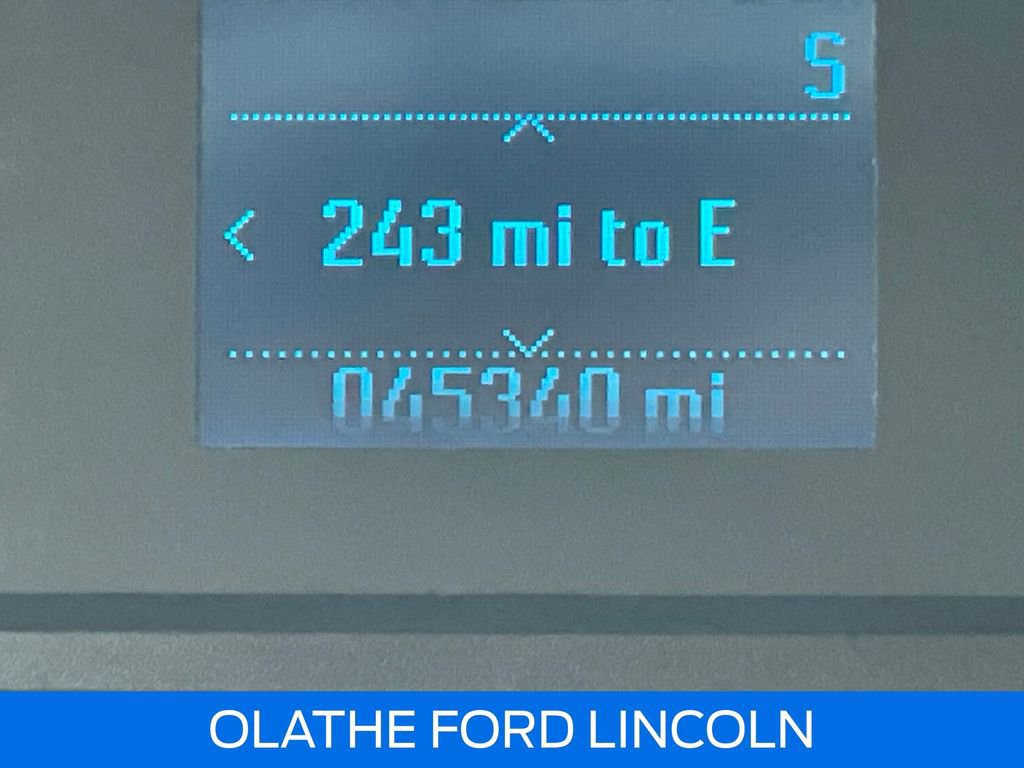 S
243 mi to E
045340 mi
OLATHE FORD LINCOLN